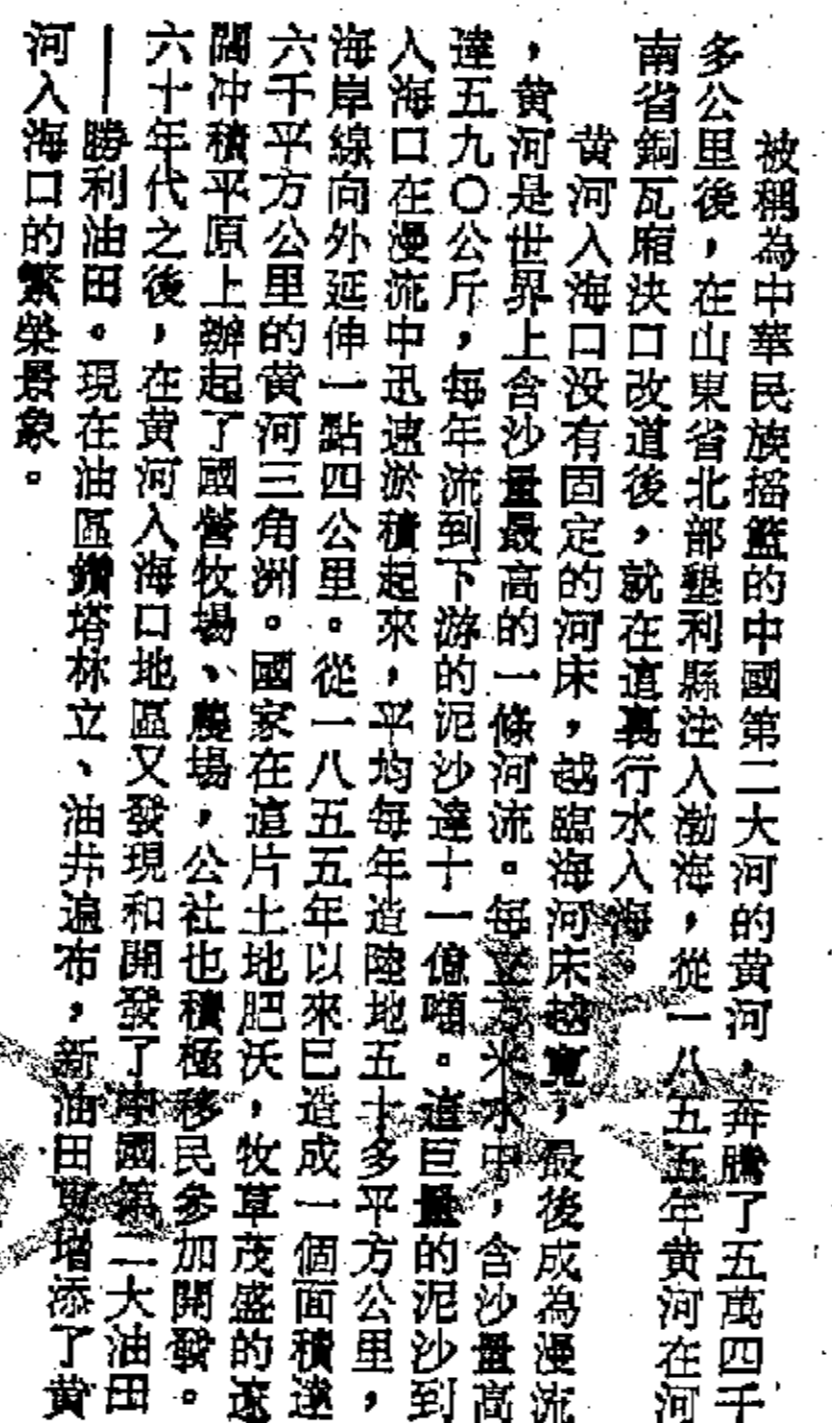 被稱為中華民族搖籃的中國第二大河的黃河，奔騰了五萬四千
多公里後，在山東省北部墾利縣注入渤海，從一八五五年黃河在河
南省銅瓦廂決口改道後，就在這裏行水入海。
黃河入海口没有固定的河床，越臨海河床越寬，最後成為漫流
，黃河是世界上含沙量最高的一條河流。每立方米水中，含沙量高
達五九〇公斤，每年流到下游的泥沙達十一億噸。這巨量的泥沙到
入海口在漫流中迅速淤積起來，平均每年造陸地五十多平方公里，
海岸線向外延伸一點四公里。從一八五五年以來已造成一個面積達
六千平方公里的黃河三角洲。國家在這片土地肥沃，牧草茂盛的遼
闊冲積平原上辦起了國營牧場、農場，公社也積極移民參加開發。
六十年代之後，在黃河入海口地區又發現和開發了中國第二大油田
——勝利油田。現在油區鑽塔林立、油井遍布，新油田更增添了黃
河入海口的繁榮景象。